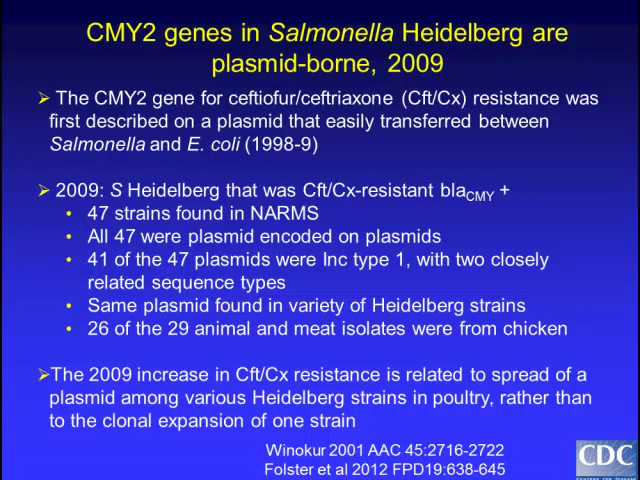 CMY2 genes in Salmonella Heidelberg are
plasmid-borne, 2009
➢ The CMY2 gene for ceftiofur/ceftriaxone (Cft/Cx) resistance was
first described on a plasmid that easily transferred between
Salmonella and E. coli (1998-9)
➢ 2009: S Heidelberg that was Cft/Cx-resistant blaCMY +
• 47 strains found in NARMS
• All 47 were plasmid encoded on plasmids
• 41 of the 47 plasmids were Inc type 1, with two closely
related sequence types
• Same plasmid found in variety of Heidelberg strains
• 26 of the 29 animal and meat isolates were from chicken
➢The 2009 increase in Cft/Cx resistance is related to spread of a
plasmid among various Heidelberg strains in poultry, rather than
to the clonal expansion of one strain
Winokur 2001 AAC 45:2716-2722
Folster et al 2012 FPD19:638-645
CDC